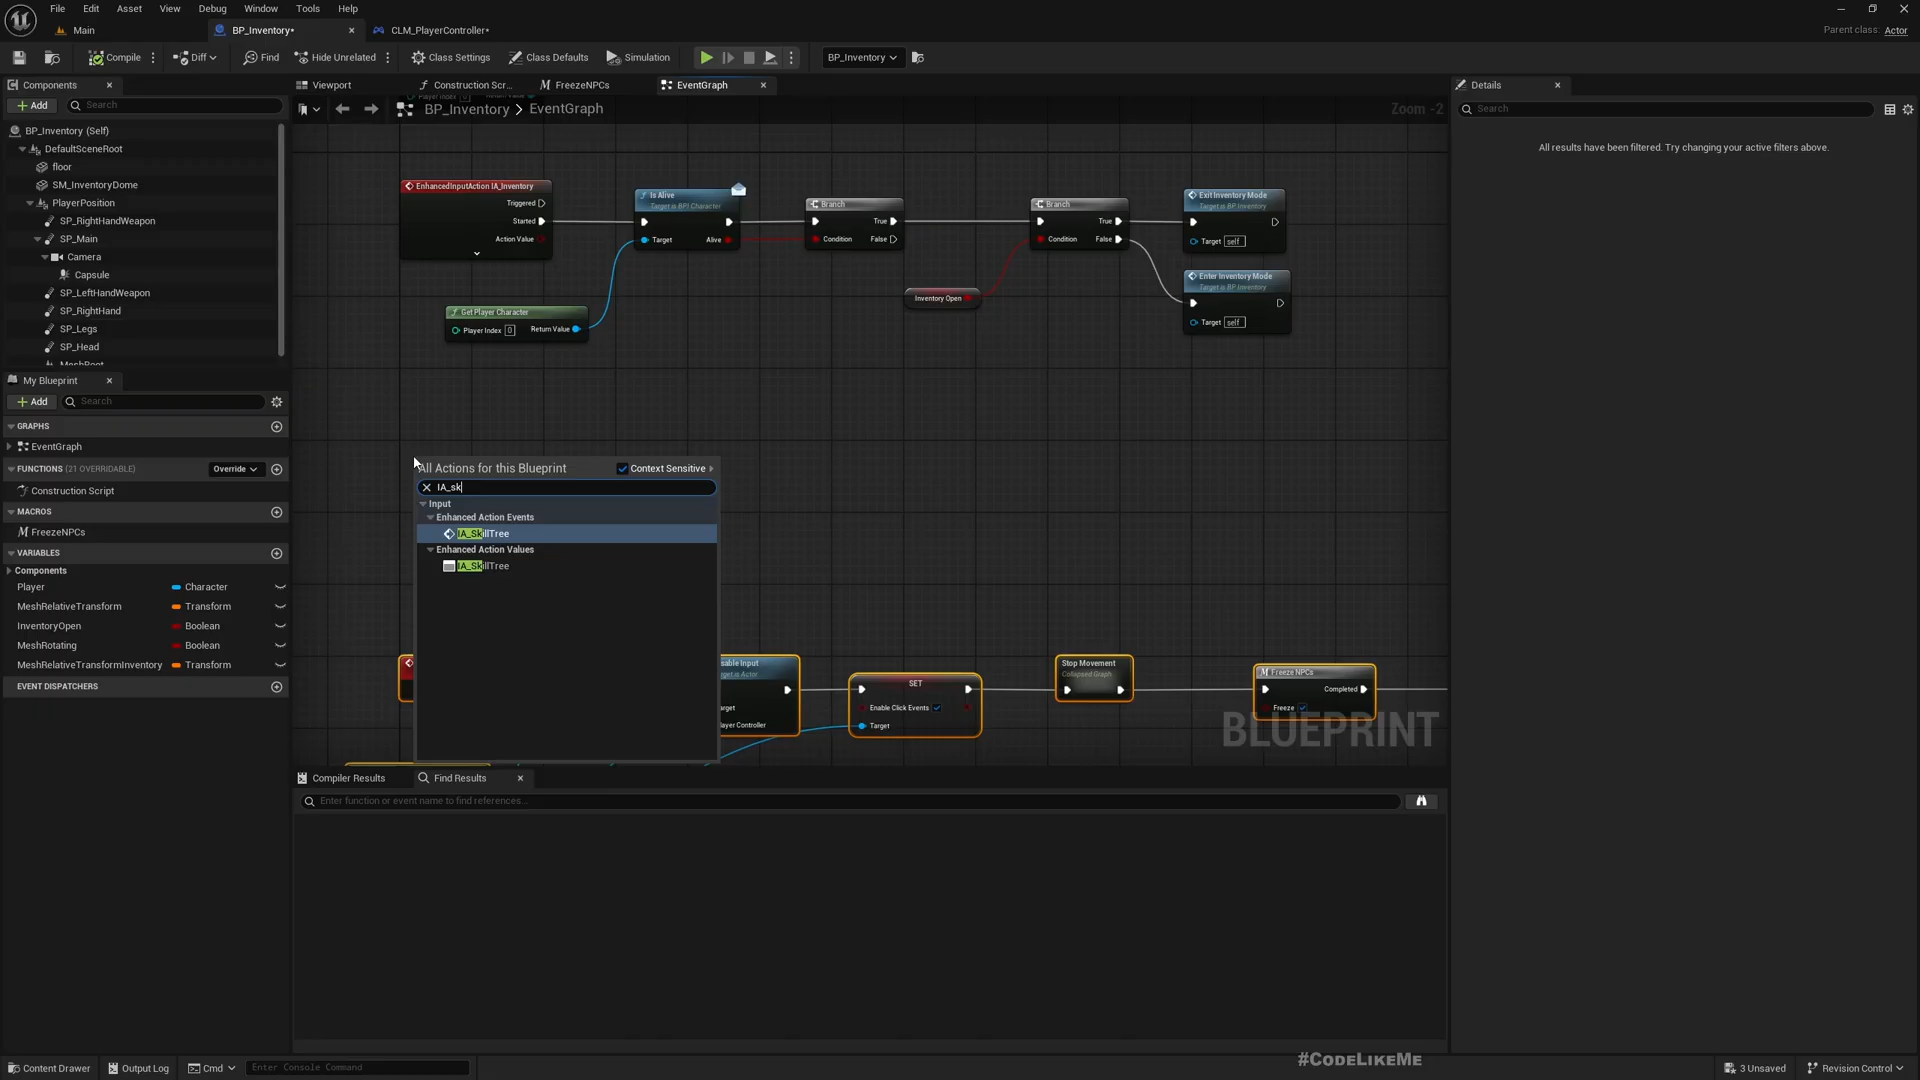 File Edit Asset View Debug Window Tools Help
Main
BP_Inventory*
CLM_PlayerController*
Parent class: Actor
Compile
Diff
Find
Hide Unrelated
Class Settings
Class Defaults
Simulation
BP_Inventory
Components
Add
Search
BP_Inventory (Self)
DefaultSceneRoot
floor
SM_InventoryDome
PlayerPosition
SP_RightHandWeapon
SP_Main
Camera
Capsule
SP_LeftHandWeapon
SP_RightHand
SP_Legs
SP_Head
MeshRoot
My Blueprint
Add
Search
GRAPHS
EventGraph
FUNCTIONS (21 OVERRIDABLE)
Override
Construction Script
MACROS
FreezeNPCs
VARIABLES
Components
Player Character
MeshRelativeTransform Transform
InventoryOpen Boolean
MeshRotating Boolean
MeshRelativeTransformInventory Transform
EVENT DISPATCHERS
Viewport
Construction Scr...
FreezeNPCs
EventGraph
BP_Inventory > EventGraph
Zoom -2
EnhancedInputAction IA_Inventory
Triggered
Started
Action Value
Get Player Character
Player Index 0
Return Value
Is Alive
Target is BPI Character
Target
Alive
Branch
True
Condition
False
Inventory Open
Branch
True
Condition
False
Exit Inventory Mode
Target is BP Inventory
Target self
Enter Inventory Mode
Target is BP Inventory
Target self
All Actions for this Blueprint
Context Sensitive
IA_sk
Input
Enhanced Action Events
IA_SkillTree
Enhanced Action Values
IA_SkillTree
sable Input
rget is Actor
rget
layer Controller
SET
Enable Click Events
Target
Stop Movement
Collapsed Graph
Freeze NPCs
Completed
Freeze
BLUEPRINT
Compiler Results
Find Results
Enter function or event name to find references...
Details
Search
All results have been filtered. Try changing your active filters above.
Content Drawer
Output Log
Cmd
Enter Console Command
#CodeLikeMe
3 Unsaved
Revision Control